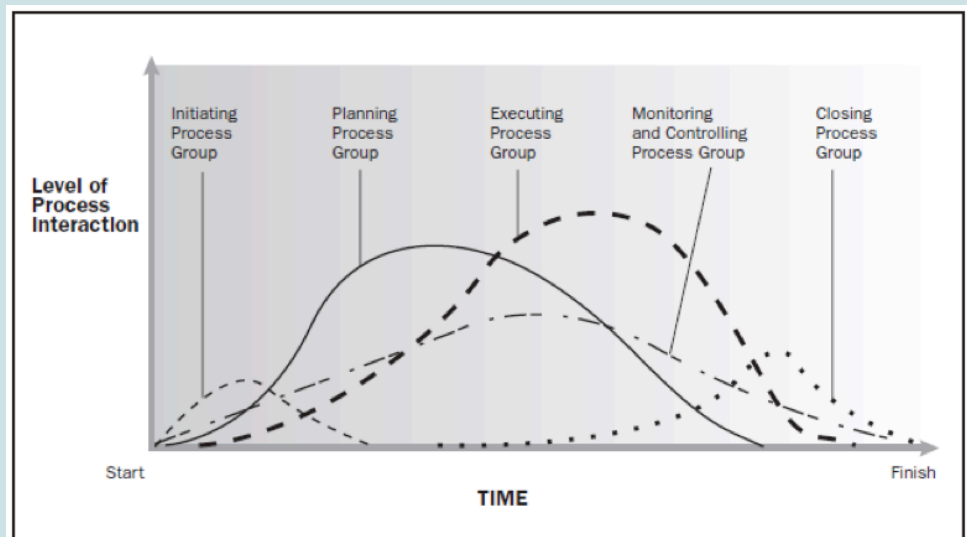 Initiating
Process
Group
Planning
Process
Group
Executing
Process
Group
Monitoring
and Controlling
Process Group
Closing
Process
Group
Level of
Process
Interaction
Start
Finish
TIME